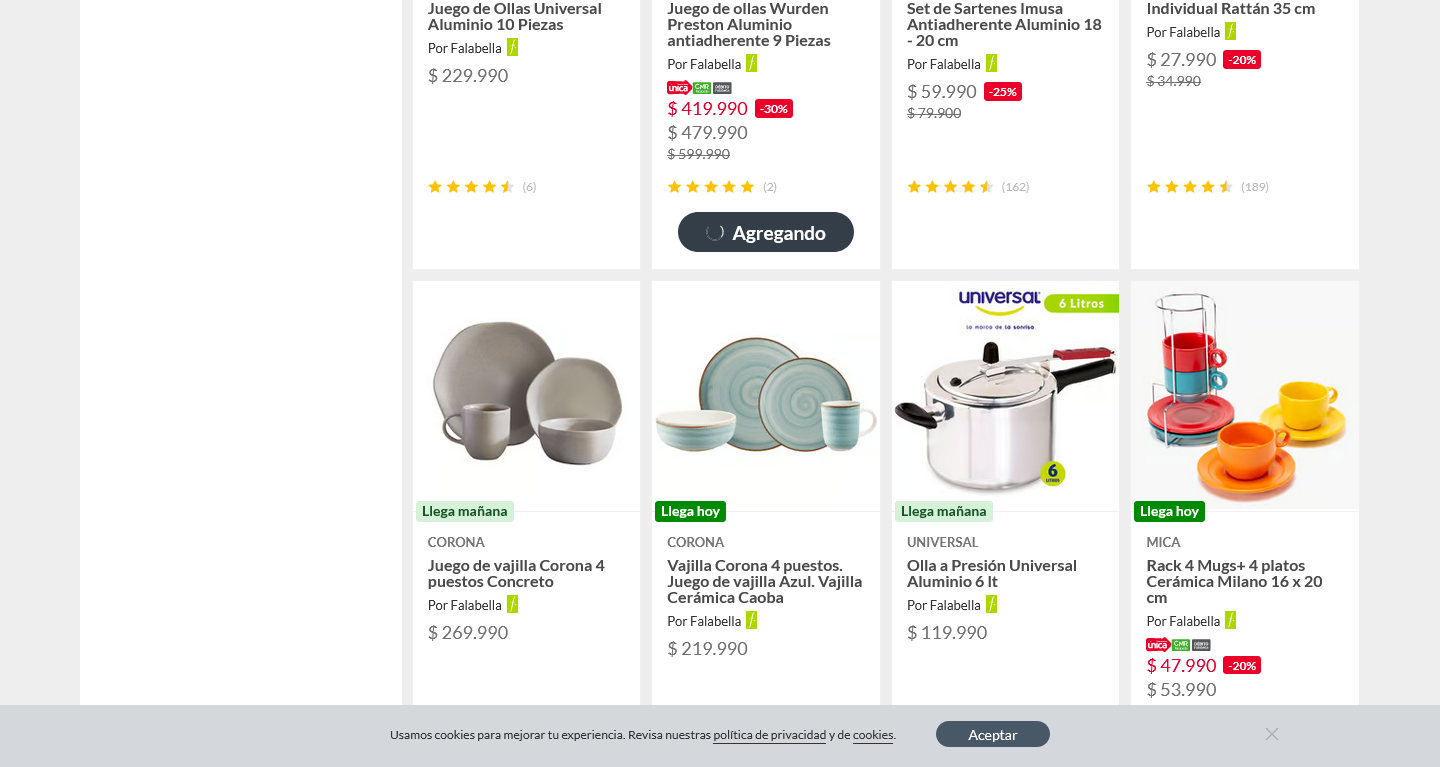 Juego de Ollas Universal
Aluminio 10 Piezas
Por Falabella
$ 229.990
(6)
Juego de ollas Wurden
Preston Aluminio
antiadherente 9 Piezas
Por Falabella
única CMR
$ 419.990 -30%
$ 479.990
$ 599.990
(2)
Agregando
Set de Sartenes Imusa
Antiadherente Aluminio 18
- 20 cm
Por Falabella
$ 59.990 -25%
$ 79.900
(162)
Individual Rattán 35 cm
Por Falabella
$ 27.990 -20%
$ 34.990
(189)
Llega mañana
CORONA
Juego de vajilla Corona 4
puestos Concreto
Por Falabella
$ 269.990
Llega hoy
CORONA
Vajilla Corona 4 puestos.
Juego de vajilla Azul. Vajilla
Cerámica Caoba
Por Falabella
$ 219.990
universal
6 Litros
La marca de la sonrisa
6
LITROS
Llega mañana
UNIVERSAL
Olla a Presión Universal
Aluminio 6 lt
Por Falabella
$ 119.990
Llega hoy
MICA
Rack 4 Mugs+ 4 platos
Cerámica Milano 16 x 20
cm
Por Falabella
única CMR
$ 47.990 -20%
$ 53.990
Usamos cookies para mejorar tu experiencia. Revisa nuestras política de privacidad y de cookies.
Aceptar